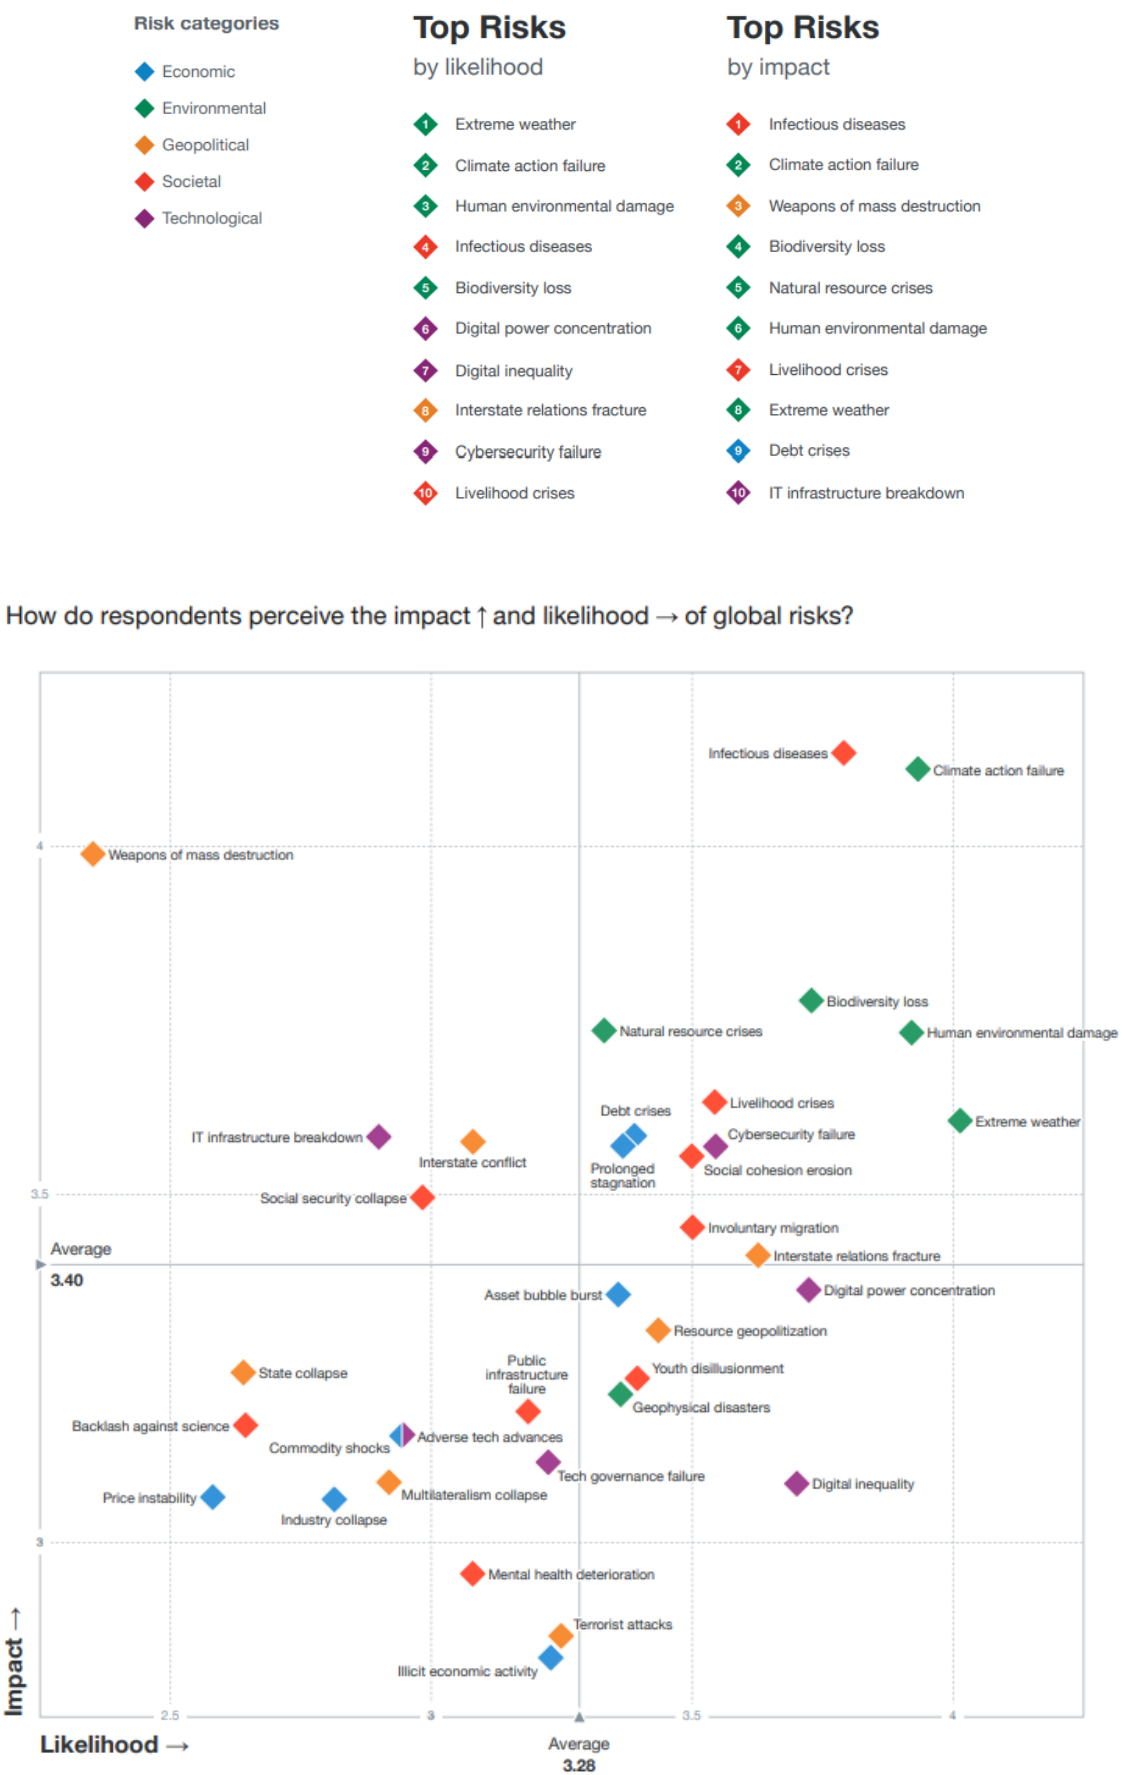 Risk categories
Economic
Environmental
Geopolitical
Societal
Technological
Top Risks
by likelihood
1 Extreme weather
2 Climate action failure
3 Human environmental damage
4 Infectious diseases
5 Biodiversity loss
6 Digital power concentration
7 Digital inequality
8 Interstate relations fracture
9 Cybersecurity failure
10 Livelihood crises
Top Risks
by impact
1 Infectious diseases
2 Climate action failure
3 Weapons of mass destruction
4 Biodiversity loss
5 Natural resource crises
6 Human environmental damage
7 Livelihood crises
8 Extreme weather
9 Debt crises
10 IT infrastructure breakdown
How do respondents perceive the impact ↑ and likelihood → of global risks?
Infectious diseases
Climate action failure
4
Weapons of mass destruction
Biodiversity loss
Natural resource crises
Human environmental damage
Livelihood crises
Debt crises
Extreme weather
IT infrastructure breakdown
Cybersecurity failure
Interstate conflict
Prolonged
stagnation
Social cohesion erosion
3.5
Social security collapse
Involuntary migration
Average
Interstate relations fracture
3.40
Asset bubble burst
Digital power concentration
Resource geopolitization
Public
infrastructure
failure
State collapse
Youth disillusionment
Geophysical disasters
Backlash against science
Commodity shocks
Adverse tech advances
Tech governance failure
Digital inequality
Price instability
Multilateralism collapse
Industry collapse
3
Mental health deterioration
Terrorist attacks
Illicit economic activity
Impact →
2.5
3
3.5
4
Likelihood →
Average
3.28